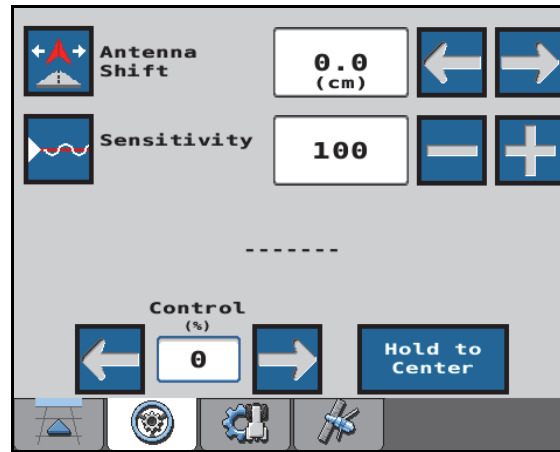 Antenna
Shift
0.0
(cm)
Sensitivity
100
-------
Control
(%)
0
Hold to
Center